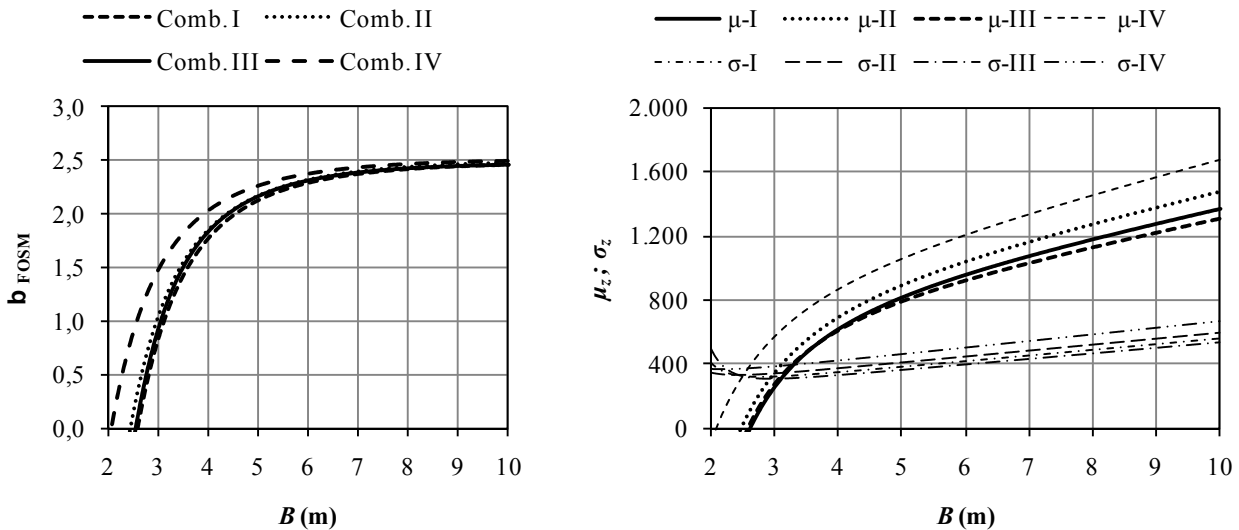 Comb. I Comb. II
Comb. III Comb. IV
3,0
2,5
2,0
1,5
1,0
0,5
0,0
b FOSM
2 3 4 5 6 7 8 9 10
B (m)
μ-I μ-II μ-III μ-IV
σ-I σ-II σ-III σ-IV
2.000
1.600
1.200
800
400
0
μz; σz
2 3 4 5 6 7 8 9 10
B (m)